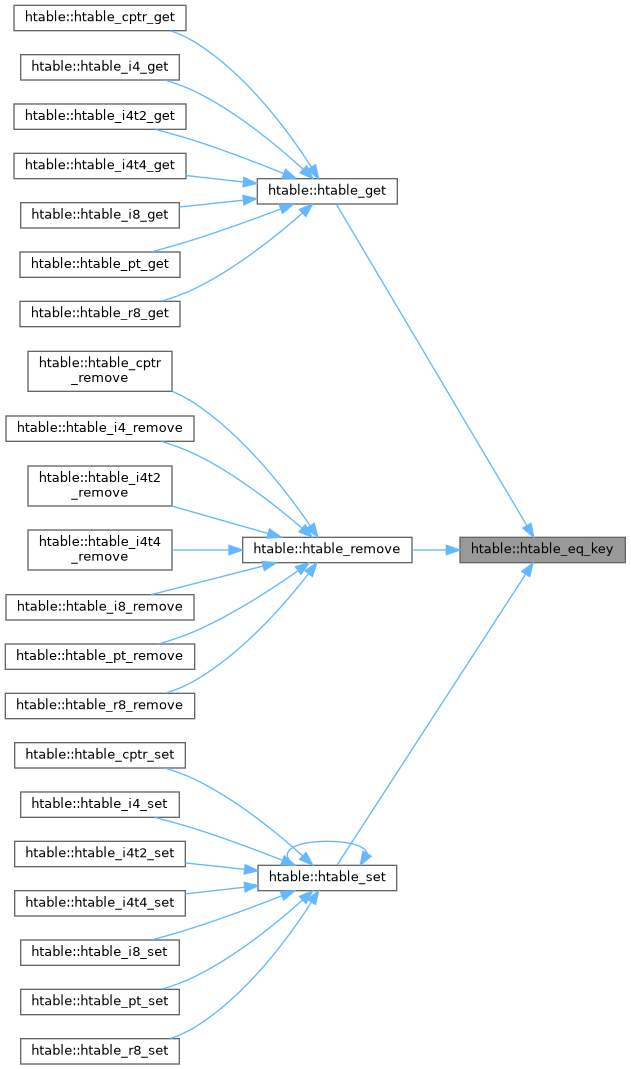 htable::htable_cptr_get
htable::htable_i4_get
htable::htable_i4t2_get
htable::htable_i4t4_get
htable::htable_get
htable::htable_i8_get
htable::htable_pt_get
htable::htable_r8_get
htable::htable_cptr
_remove
htable::htable_i4_remove
htable::htable_i4t2
_remove
htable::htable_i4t4
_remove
htable::htable_remove
htable::htable_eq_key
htable::htable_i8_remove
htable::htable_pt_remove
htable::htable_r8_remove
htable::htable_cptr_set
htable::htable_i4_set
htable::htable_i4t2_set
htable::htable_set
htable::htable_i4t4_set
htable::htable_i8_set
htable::htable_pt_set
htable::htable_r8_set